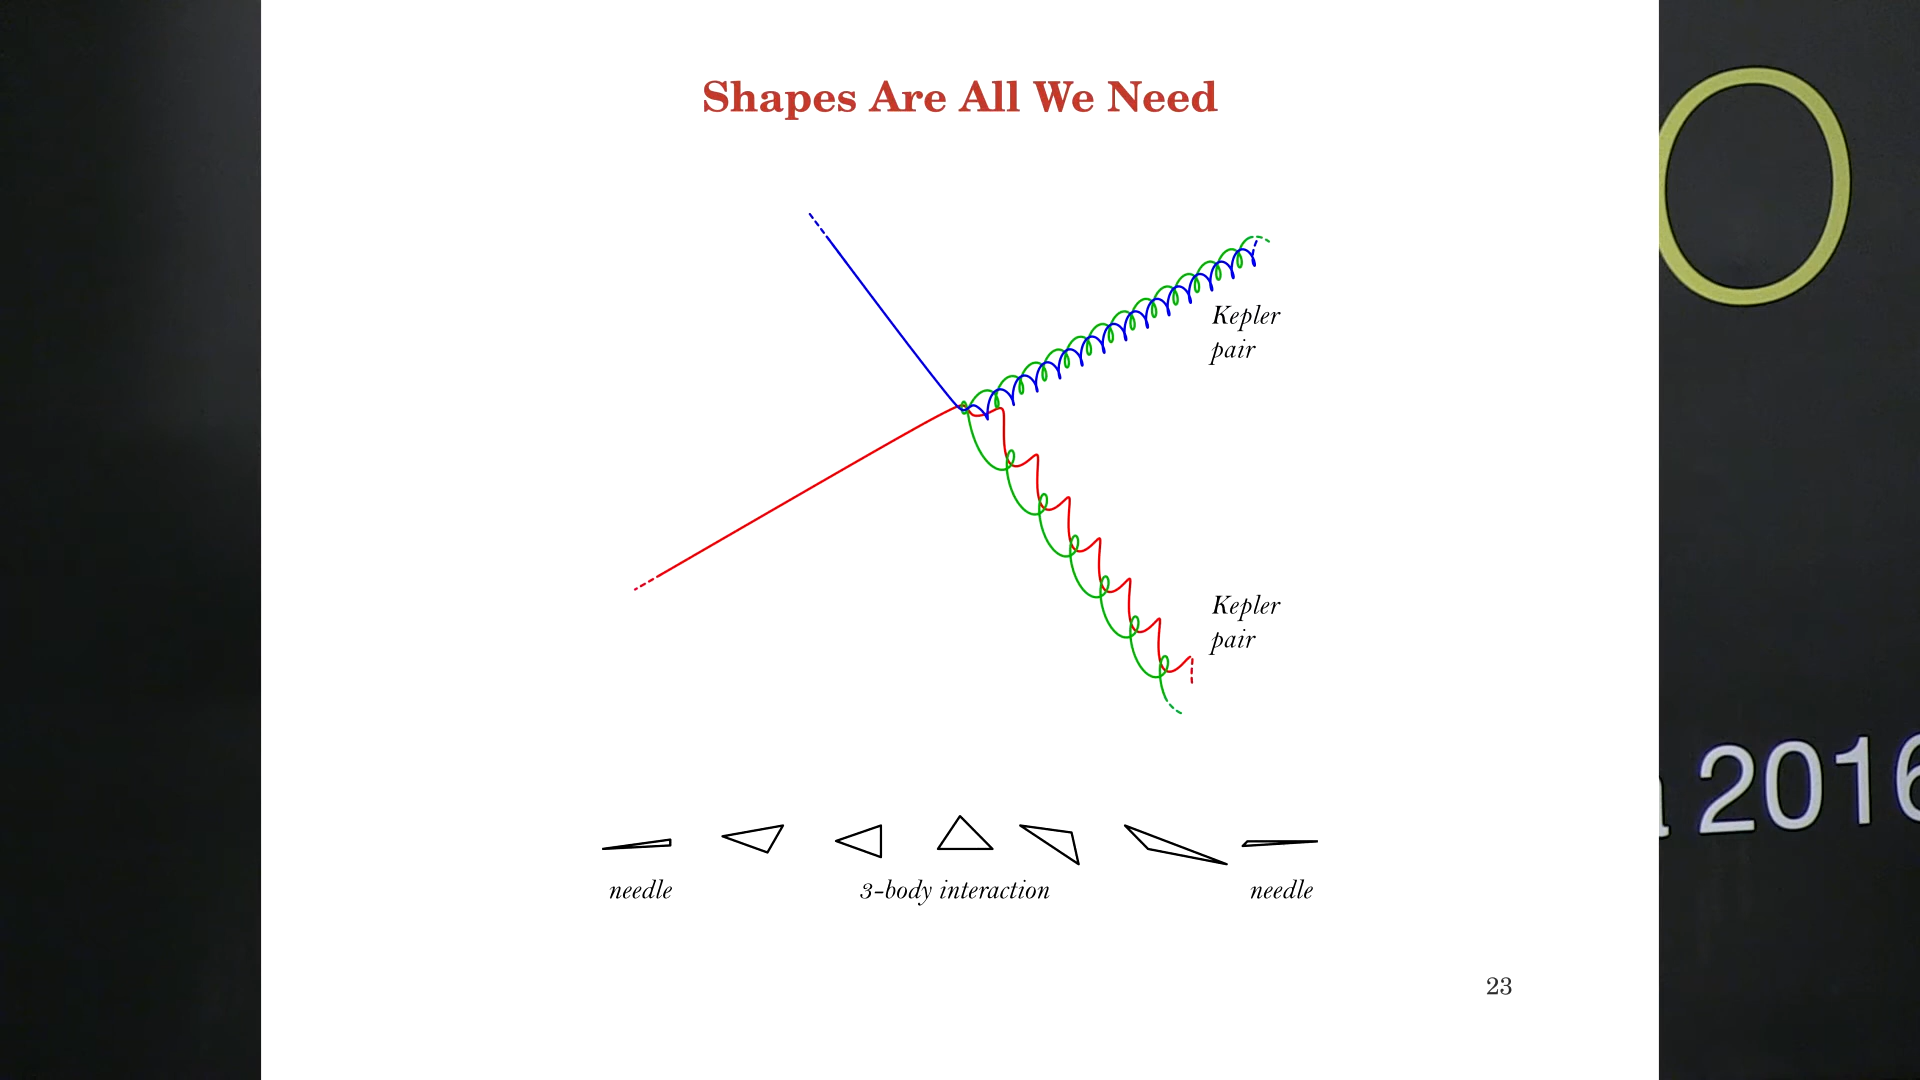 Shapes Are All We Need
Kepler
pair
Kepler
pair
needle
3-body interaction
needle
23
2016